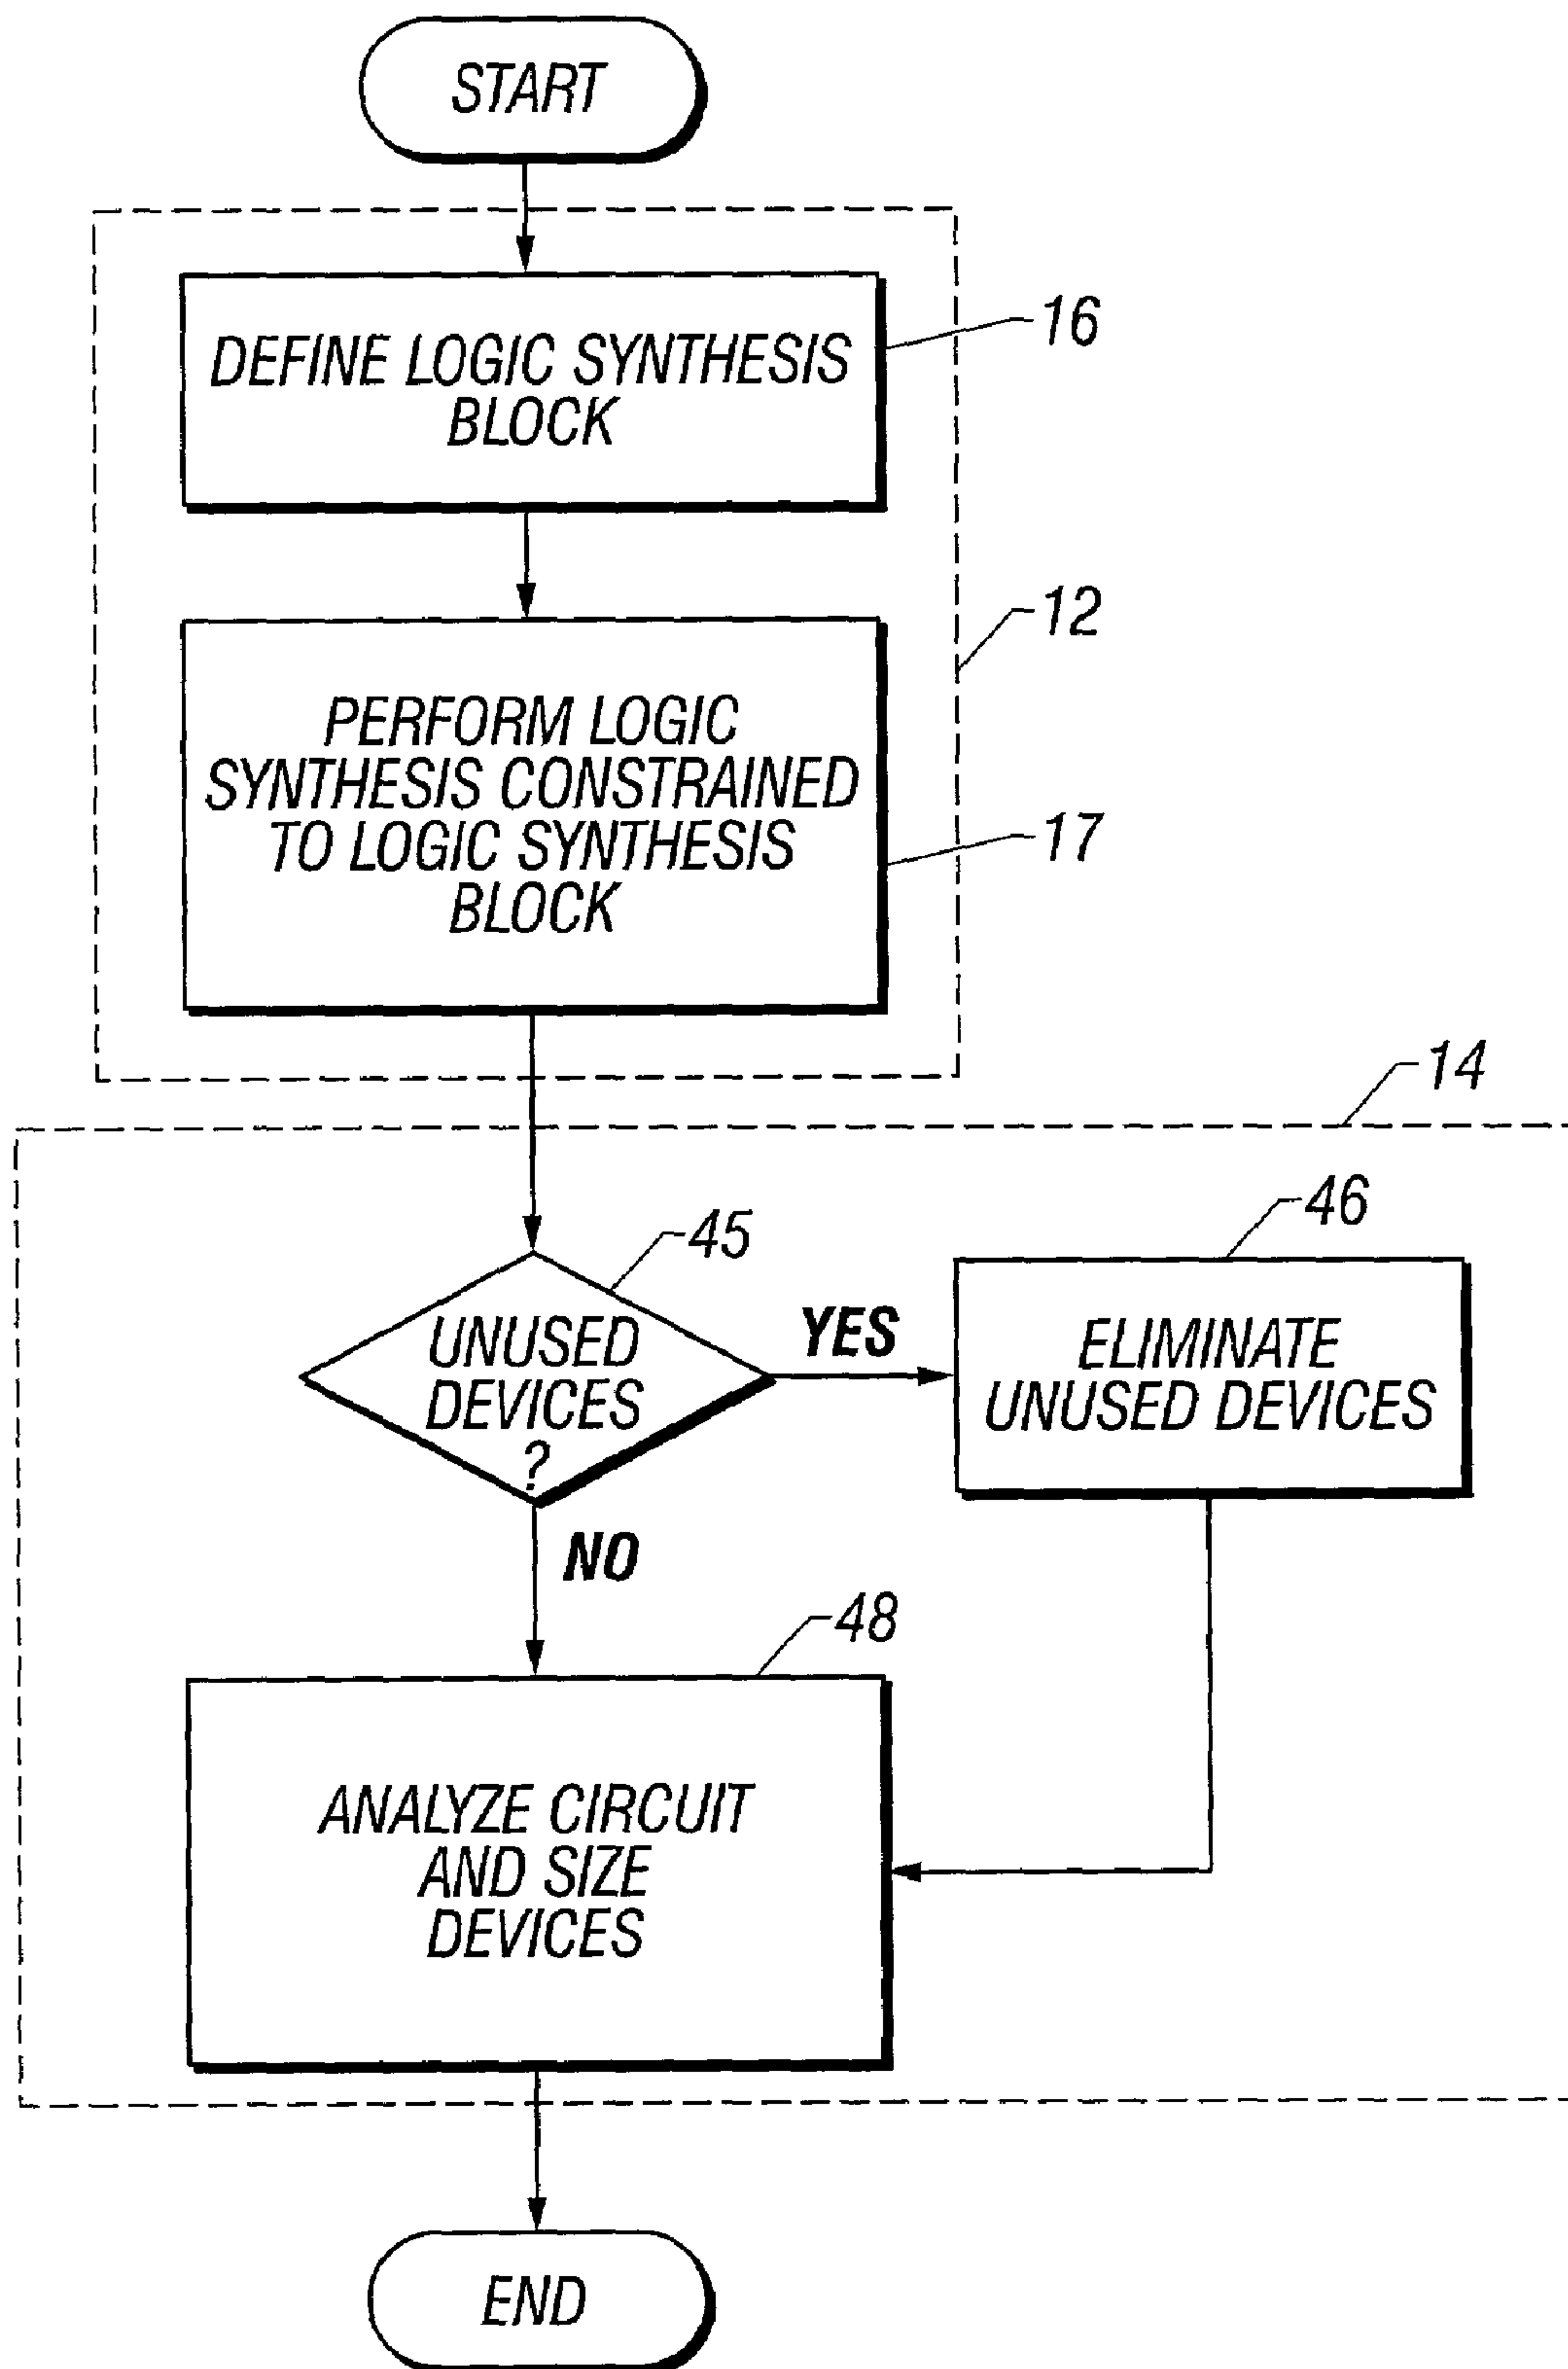 START
DEFINE LOGIC SYNTHESIS
BLOCK
16
12
PERFORM LOGIC
SYNTHESIS CONSTRAINED
TO LOGIC SYNTHESIS
BLOCK
17
14
45
46
UNUSED
DEVICES
?
YES
ELIMINATE
UNUSED DEVICES
NO
48
ANALYZE CIRCUIT
AND SIZE
DEVICES
END